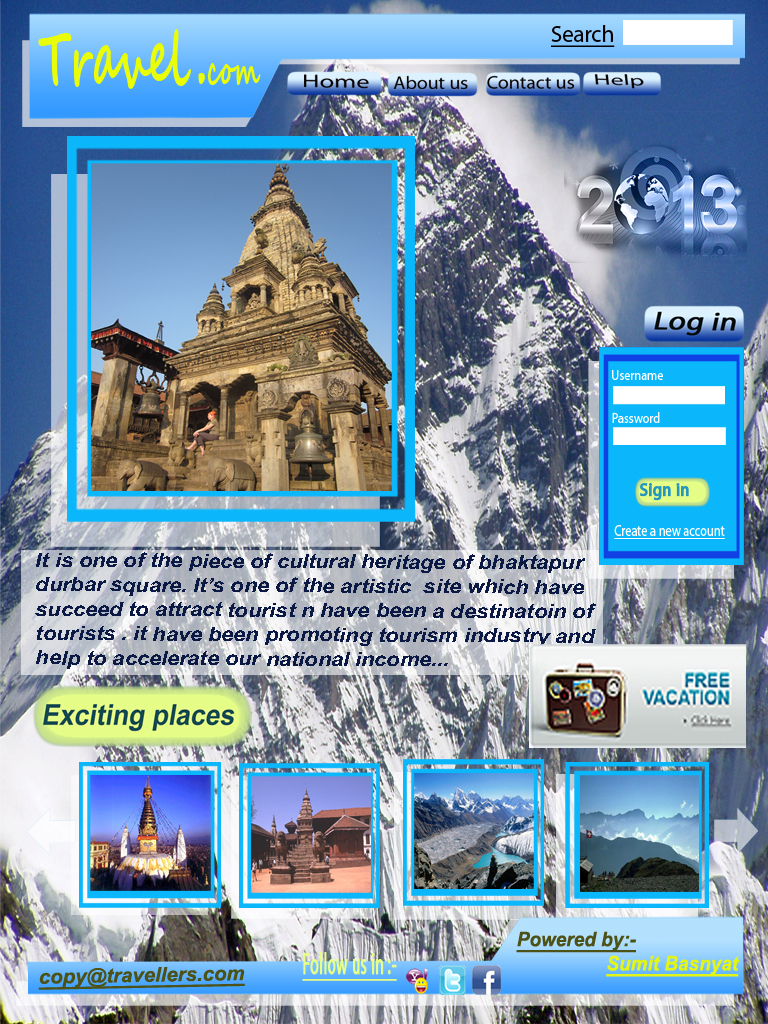 Travel.com
Search
Home About us Contact us Help
2013
Log in
Username
Password
Sign in
Create a new account
It is one of the piece of cultural heritage of bhaktapur
durbar square. It's one of the artistic site which have
succeed to attract tourist n have been a destinatoin of
tourists . it have been promoting tourism industry and
help to accelerate our national income...
FREE
VACATION
Click Here
Exciting places
Powered by:-
Sumit Basnyat
copy@travellers.com
Follow us in :-